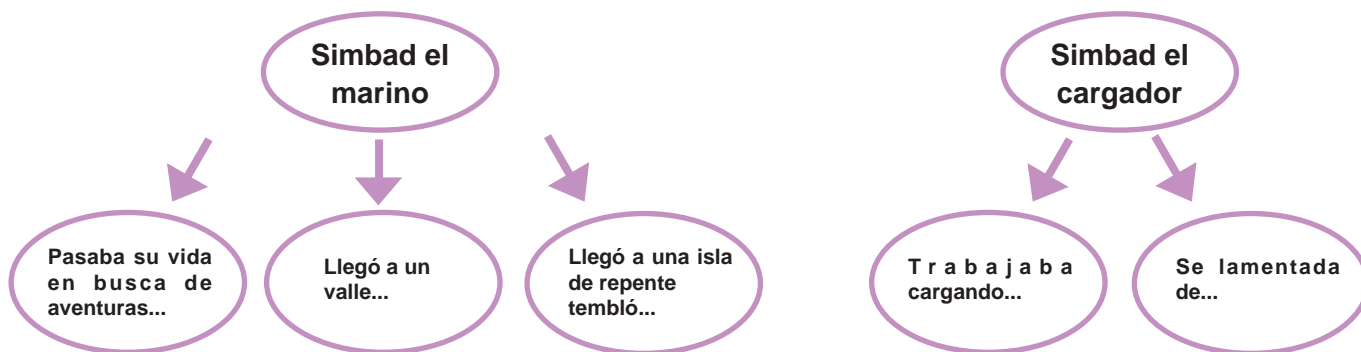 Simbad el
marino
Simbad el
cargador
Pasaba su vida
en busca de
aventuras...
Llegó a un
valle...
Llegó a una isla
de repente
tembló...
Trabajaba
cargando...
Se lamentada
de...